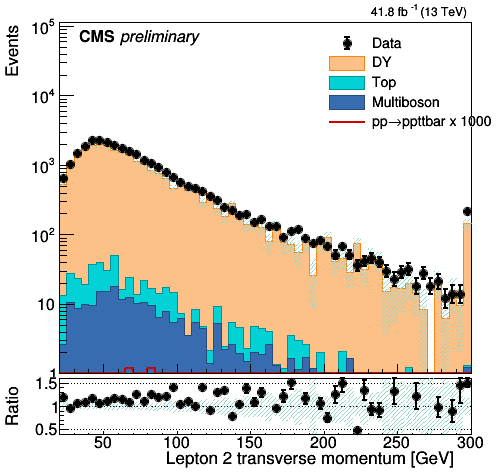 41.8 fb⁻¹ (13 TeV)
CMS preliminary
Events
10⁵
10⁴
10³
10²
10
1
Data
DY
Top
Multiboson
pp→ppttbar x 1000
Ratio
1.5
1
0.5
50 100 150 200 250 300
Lepton 2 transverse momentum [GeV]